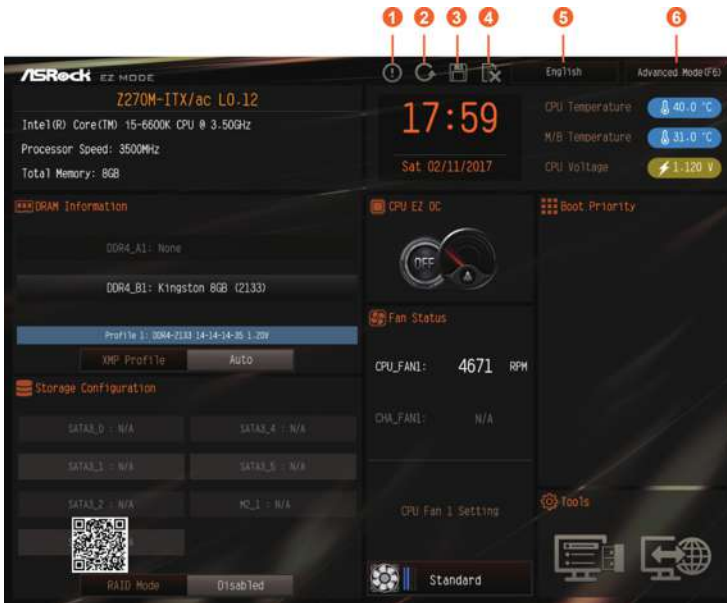 1 2 3 4 5 6
ASRock EZ MODE
English
Advanced Mode(F6)
Z270M-ITX/ac L0.12
Intel(R) Core(TM) i5-6600K CPU @ 3.50GHz
Processor Speed: 3500MHz
Total Memory: 8GB
17:59
Sat 02/11/2017
CPU Temperature
40.0 °C
M/B Temperature
31.0 °C
CPU Voltage
1.120 V
DRAM Information
DDR4_A1: None
DDR4_B1: Kingston 8GB (2133)
Profile 1: DDR4-2133 14-14-14-35 1.20V
XMP Profile
Auto
CPU EZ OC
OFF
Boot Priority
Fan Status
CPU_FAN1: 4671 RPM
CHA_FAN1: N/A
CPU Fan 1 Setting
Standard
Storage Configuration
SATA3_0 : N/A
SATA3_4 : N/A
SATA3_1 : N/A
SATA3_5 : N/A
SATA3_2 : N/A
M2_1 : N/A
RAID Mode
Disabled
Tools